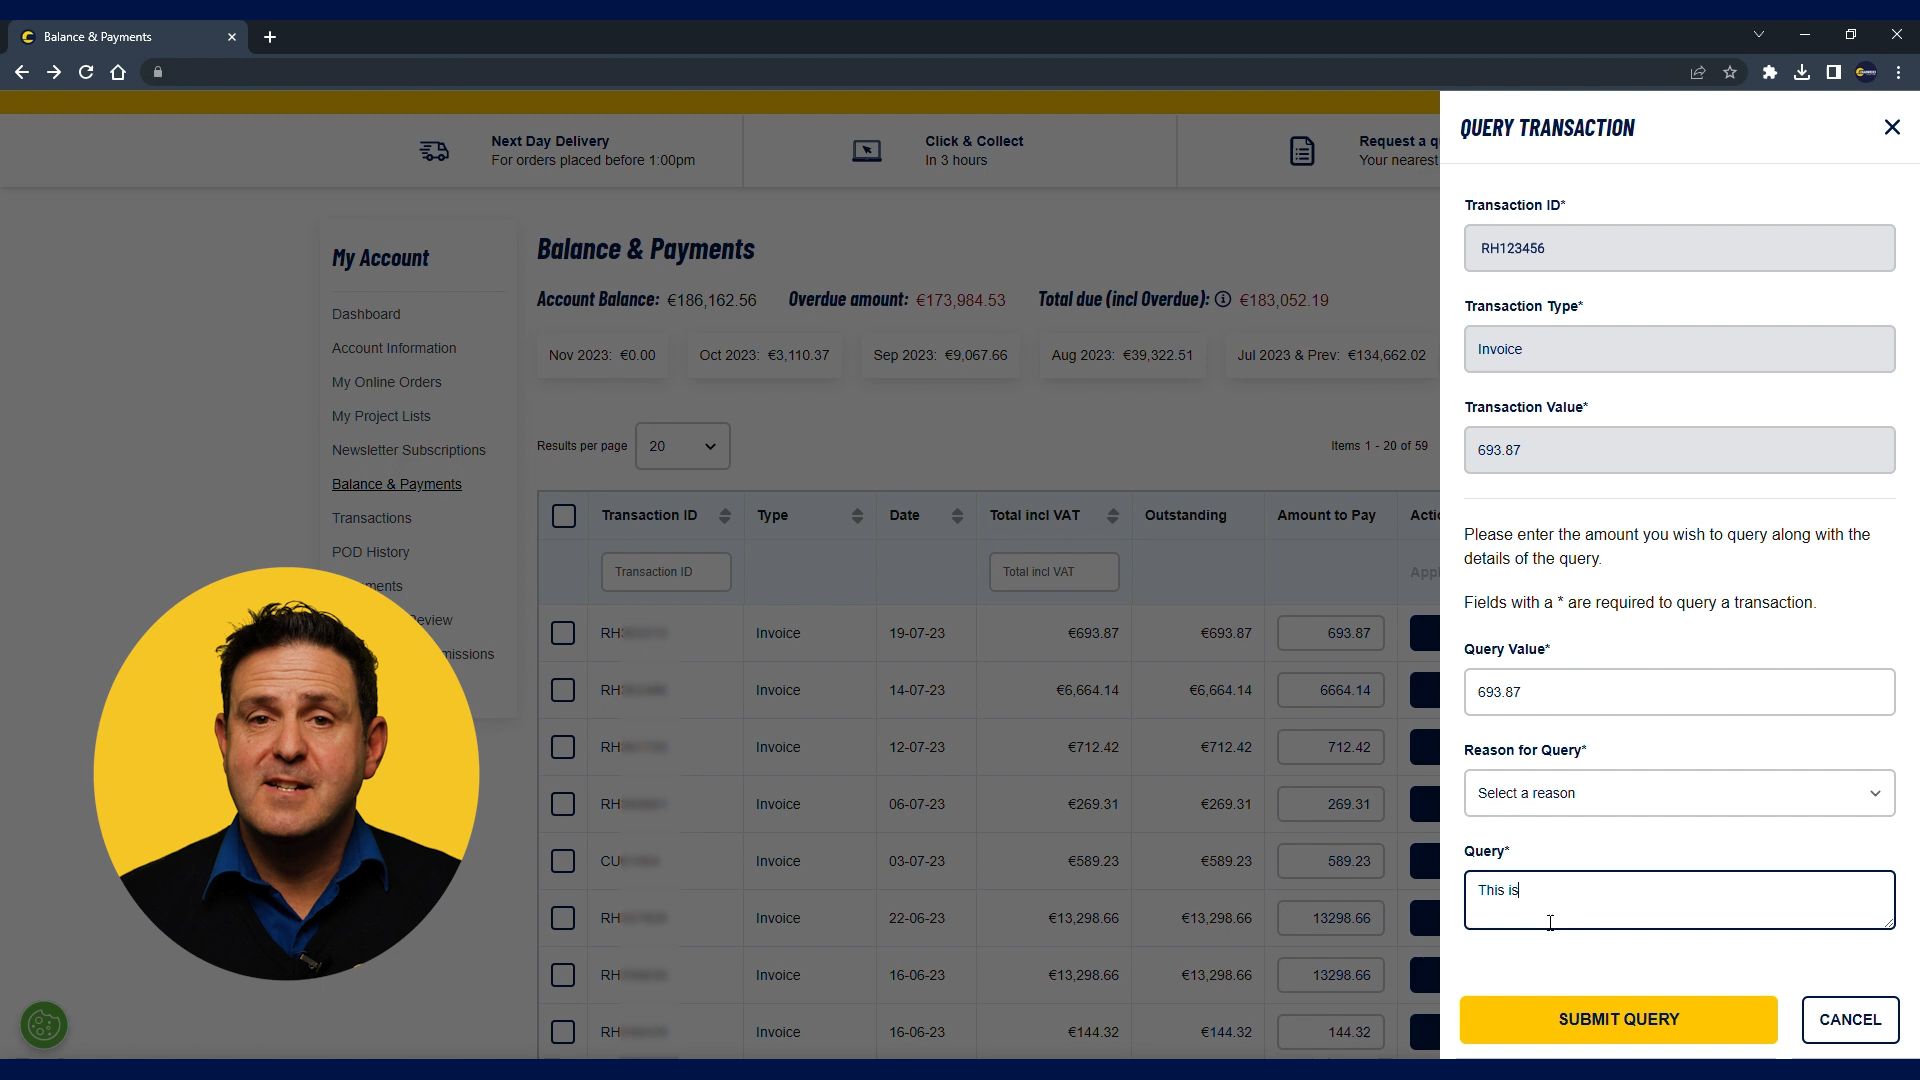 Balance & Payments
Next Day Delivery
For orders placed before 1:00pm
Click & Collect
In 3 hours
Request a q
Your nearest
My Account
Dashboard
Account Information
My Online Orders
My Project Lists
Newsletter Subscriptions
Balance & Payments
Transactions
POD History
ments
eview
missions
Balance & Payments
Account Balance: €186,162.56 Overdue amount: €173,984.53 Total due (incl Overdue): €183,052.19
Nov 2023: €0.00 Oct 2023: €3,110.37 Sep 2023: €9,067.66 Aug 2023: €39,322.51 Jul 2023 & Prev: €134,662.02
Results per page 20 Items 1 - 20 of 59
Transaction ID Type Date Total incl VAT Outstanding Amount to Pay Actio
Transaction ID Total incl VAT Appl
RH Invoice 19-07-23 €693.87 €693.87 693.87
RH Invoice 14-07-23 €6,664.14 €6,664.14 6664.14
RH Invoice 12-07-23 €712.42 €712.42 712.42
RH Invoice 06-07-23 €269.31 €269.31 269.31
CU Invoice 03-07-23 €589.23 €589.23 589.23
RH Invoice 22-06-23 €13,298.66 €13,298.66 13298.66
RH Invoice 16-06-23 €13,298.66 €13,298.66 13298.66
RH Invoice 16-06-23 €144.32 €144.32 144.32
QUERY TRANSACTION
Transaction ID*
RH123456
Transaction Type*
Invoice
Transaction Value*
693.87
Please enter the amount you wish to query along with the
details of the query.
Fields with a * are required to query a transaction.
Query Value*
693.87
Reason for Query*
Select a reason
Query*
This is
SUBMIT QUERY
CANCEL